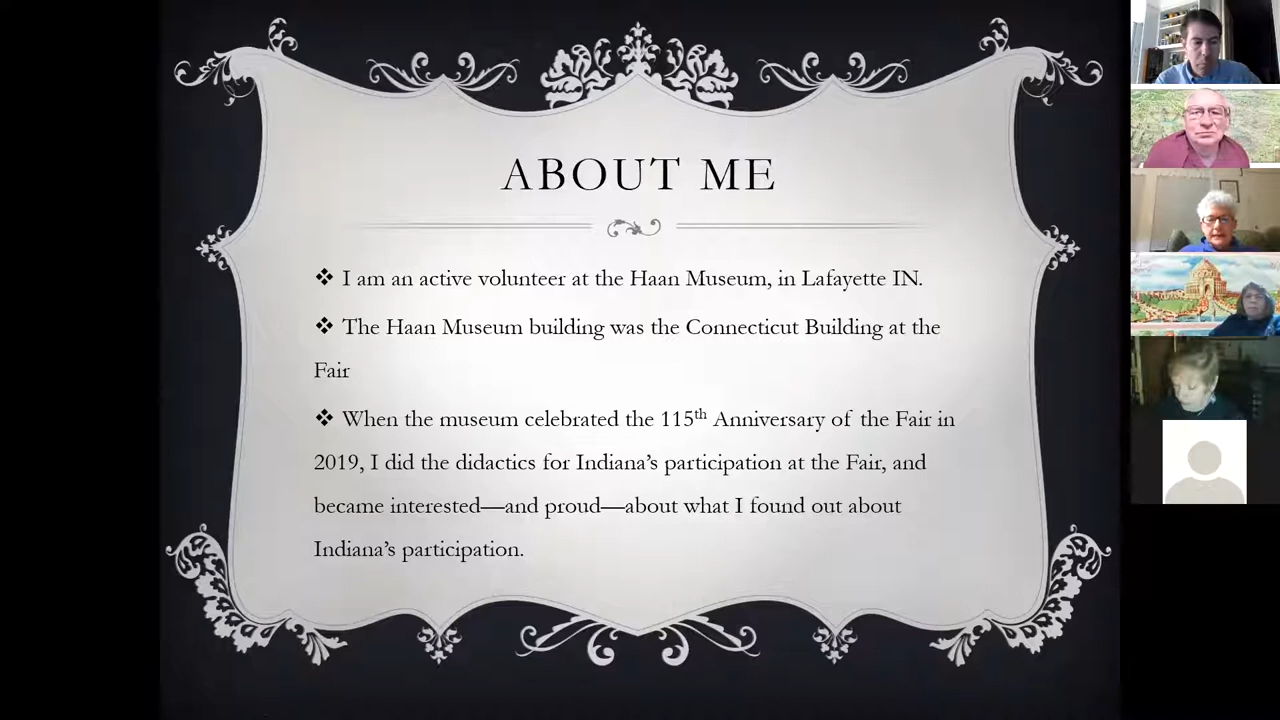 ABOUT ME
❖ I am an active volunteer at the Haan Museum, in Lafayette IN.
❖ The Haan Museum building was the Connecticut Building at the
Fair
❖ When the museum celebrated the 115th Anniversary of the Fair in
2019, I did the didactics for Indiana’s participation at the Fair, and
became interested—and proud—about what I found out about
Indiana’s participation.